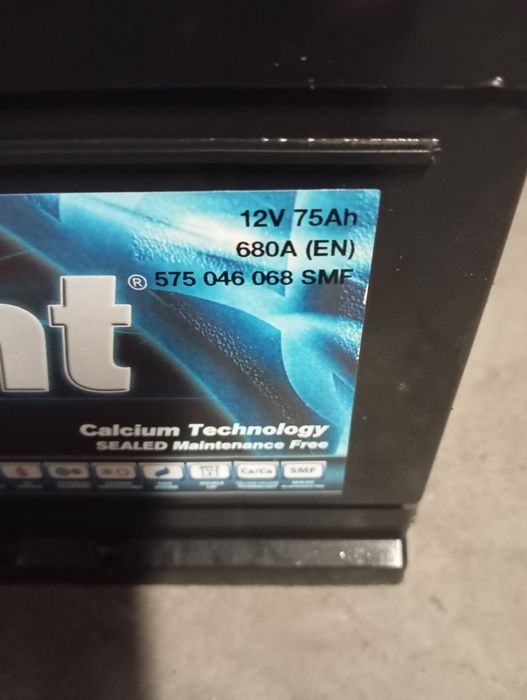 12V 75Ah
680A (EN)
® 575 046 068 SMF
nt
Calcium Technology
SEALED Maintenance Free
Ca/Ca
SMF